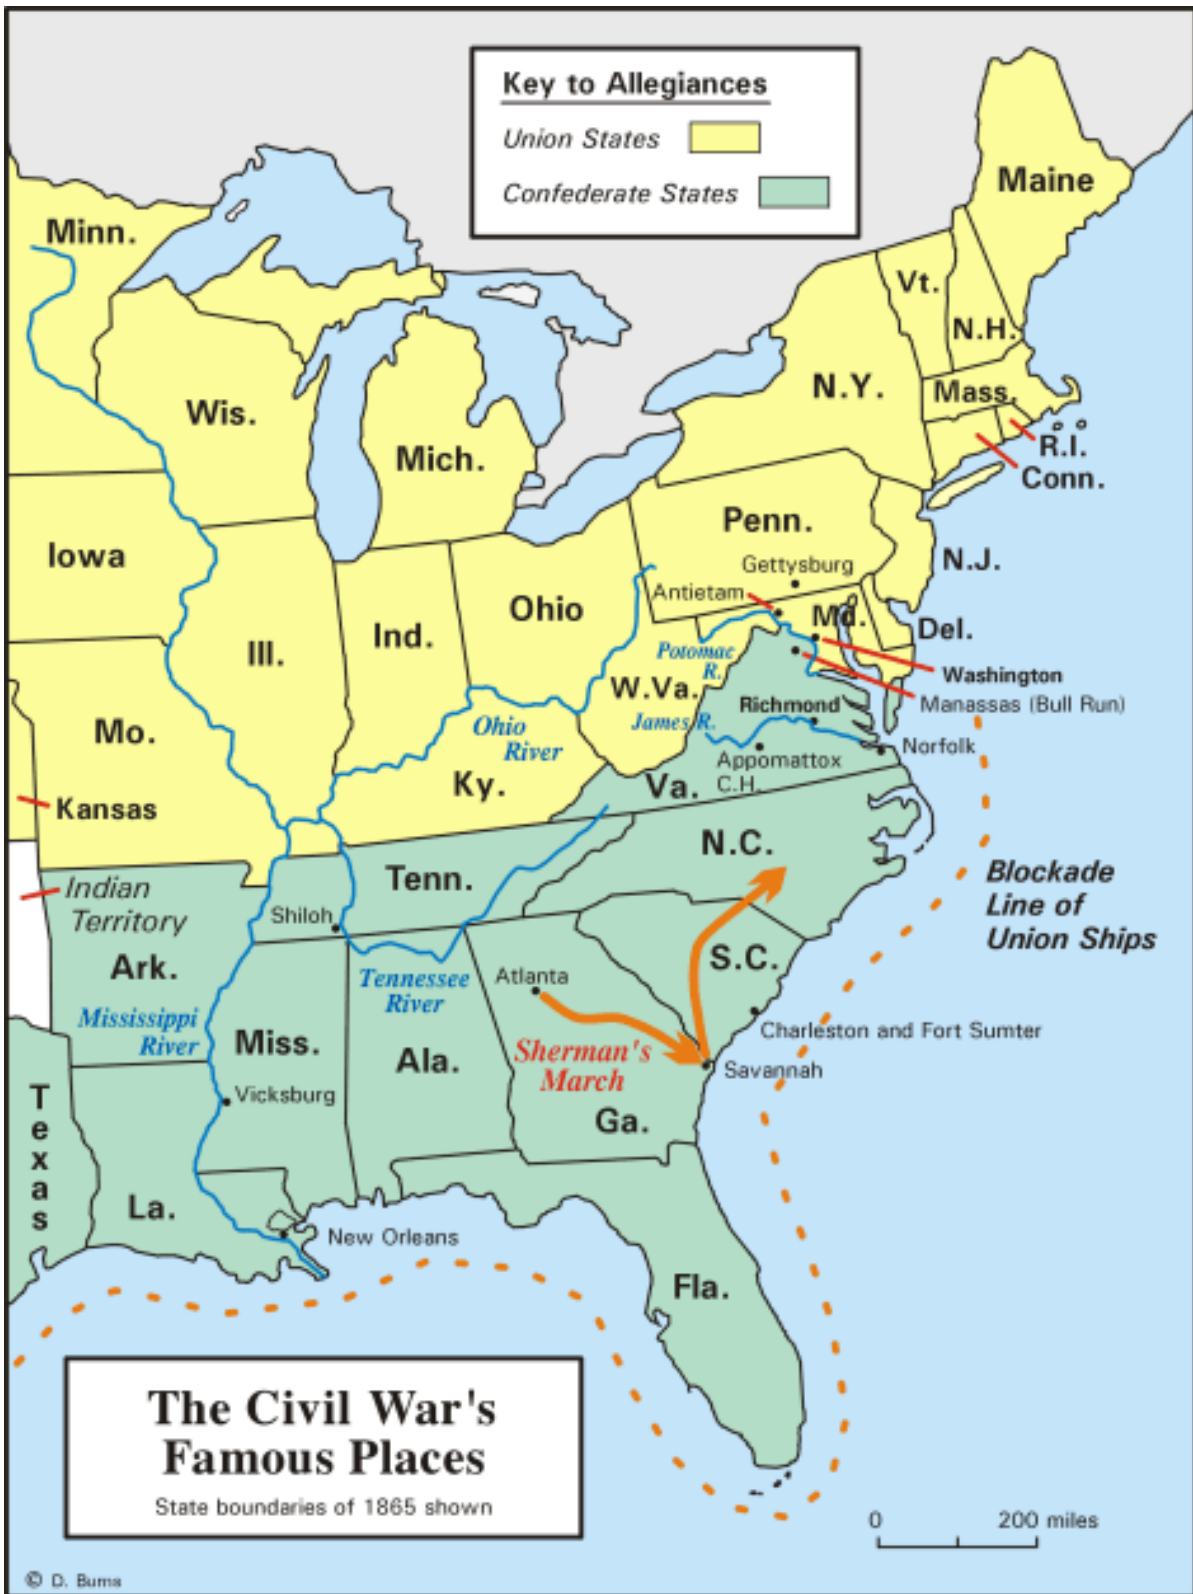 Key to Allegiances
Union States
Confederate States
Maine
Minn.
Vt.
N.H.
N.Y.
Mass.
Wis.
Mich.
R.I.
Conn.
Penn.
Iowa
Gettysburg
N.J.
Antietam
Ohio
Md.
Del.
Ind.
Ill.
Potomac
R.
Washington
W.Va.
Richmond
Manassas (Bull Run)
James R.
Ohio
River
Mo.
Norfolk
Appomattox
C.H.
Ky.
Va.
Kansas
N.C.
Blockade
Line of
Union Ships
Tenn.
Indian
Territory
Shiloh
Ark.
S.C.
Atlanta
Tennessee
River
Mississippi
River
Miss.
Charleston and Fort Sumter
Ala.
Sherman's
March
Savannah
Vicksburg
Texas
Ga.
La.
New Orleans
Fla.
The Civil War's
Famous Places
State boundaries of 1865 shown
0 200 miles
© D. Burns